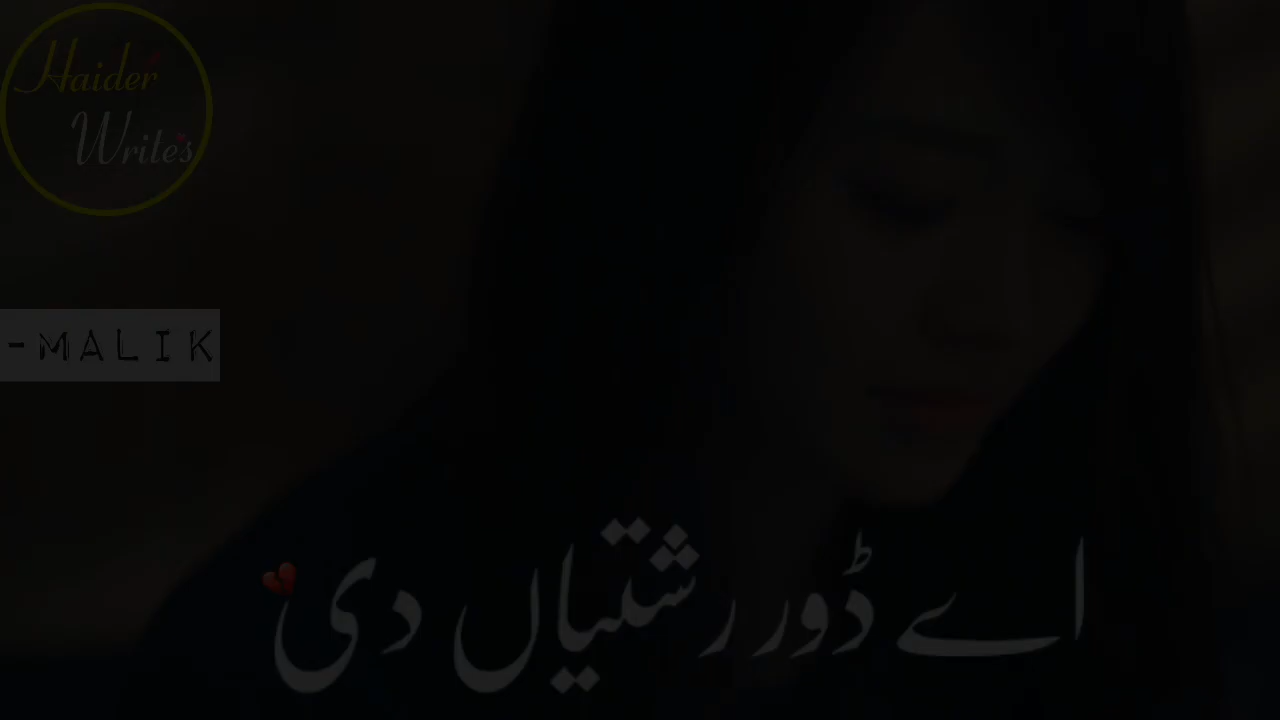 Haider
Writes
-MALIK
اے ڈور رشتیاں دی 💔